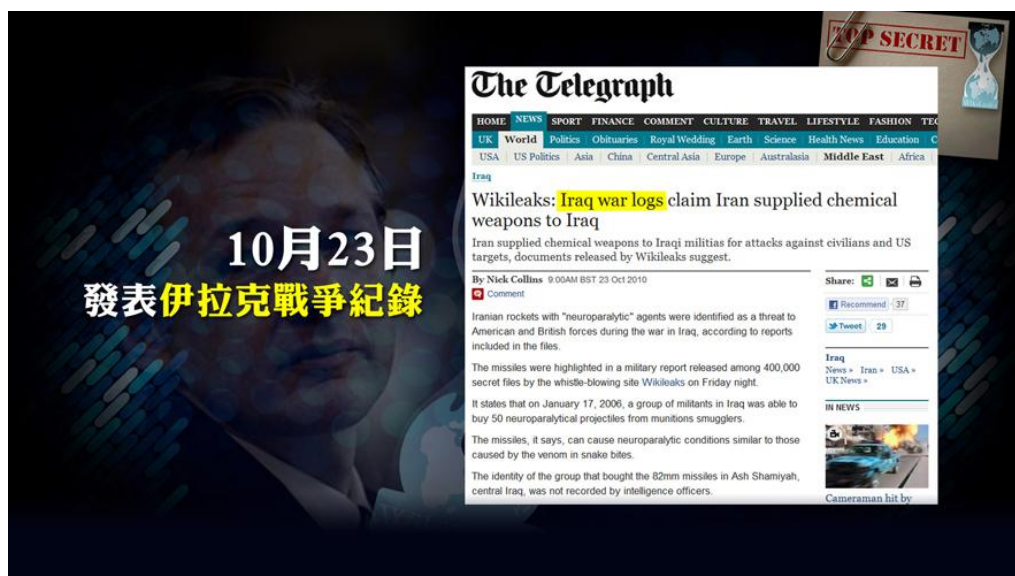 TOP SECRET
The Telegraph
HOME NEWS SPORT FINANCE COMMENT CULTURE TRAVEL LIFESTYLE FASHION TEC
UK World Politics Obituaries Royal Wedding Earth Science Health News Education C
USA US Politics Asia China Central Asia Europe Australasia Middle East Africa
Iraq
Wikileaks: Iraq war logs claim Iran supplied chemical
weapons to Iraq
Iran supplied chemical weapons to Iraqi militias for attacks against civilians and US
targets, documents released by Wikileaks suggest.
By Nick Collins 9:00AM BST 23 Oct 2010
Comment
Iranian rockets with "neuroparalytic" agents were identified as a threat to
American and British forces during the war in Iraq, according to reports
included in the files.
The missiles were highlighted in a military report released among 400,000
secret files by the whistle-blowing site Wikileaks on Friday night.
It states that on January 17, 2006, a group of militants in Iraq was able to
buy 50 neuroparalytical projectiles from munitions smugglers.
The missiles, it says, can cause neuroparalytic conditions similar to those
caused by the venom in snake bites.
The identity of the group that bought the 82mm missiles in Ash Shamiyah,
central Iraq, was not recorded by intelligence officers.
Share:
Recommend 37
Tweet 29
Iraq
News » Iran » USA »
UK News »
IN NEWS
Cameraman hit by
10月23日
發表伊拉克戰爭紀錄